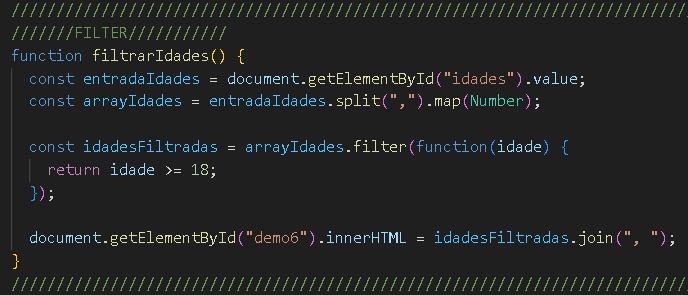 ///////////////////////////////////////////////////////////////////////////
///////FILTER///////////
function filtrarIdades() {
  const entradaIdades = document.getElementById("idades").value;
  const arrayIdades = entradaIdades.split(",").map(Number);

  const idadesFiltradas = arrayIdades.filter(function(idade) {
    return idade >= 18;
  });

  document.getElementById("demo6").innerHTML = idadesFiltradas.join(", ");
}
///////////////////////////////////////////////////////////////////////////